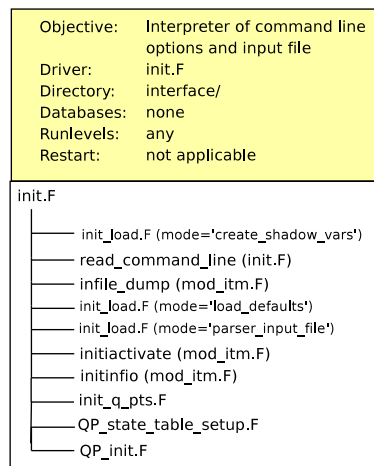 Objective: Interpreter of command line
options and input file
Driver: init.F
Directory: interface/
Databases: none
Runlevels: any
Restart: not applicable
init.F
init_load.F (mode='create_shadow_vars')
read_command_line (init.F)
infile_dump (mod_itm.F)
init_load.F (mode='load_defaults')
init_load.F (mode='parser_input_file')
initiactivate (mod_itm.F)
initinfio (mod_itm.F)
init_q_pts.F
QP_state_table_setup.F
QP_init.F